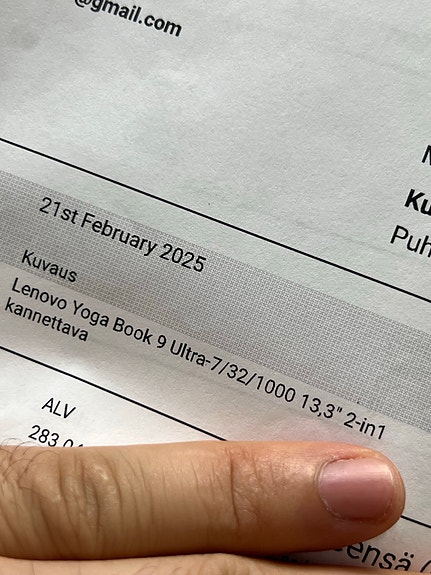 @gmail.com
21st February 2025
Kuvaus
Lenovo Yoga Book 9 Ultra-7/32/1000 13,3" 2-in1
kannettava
ALV